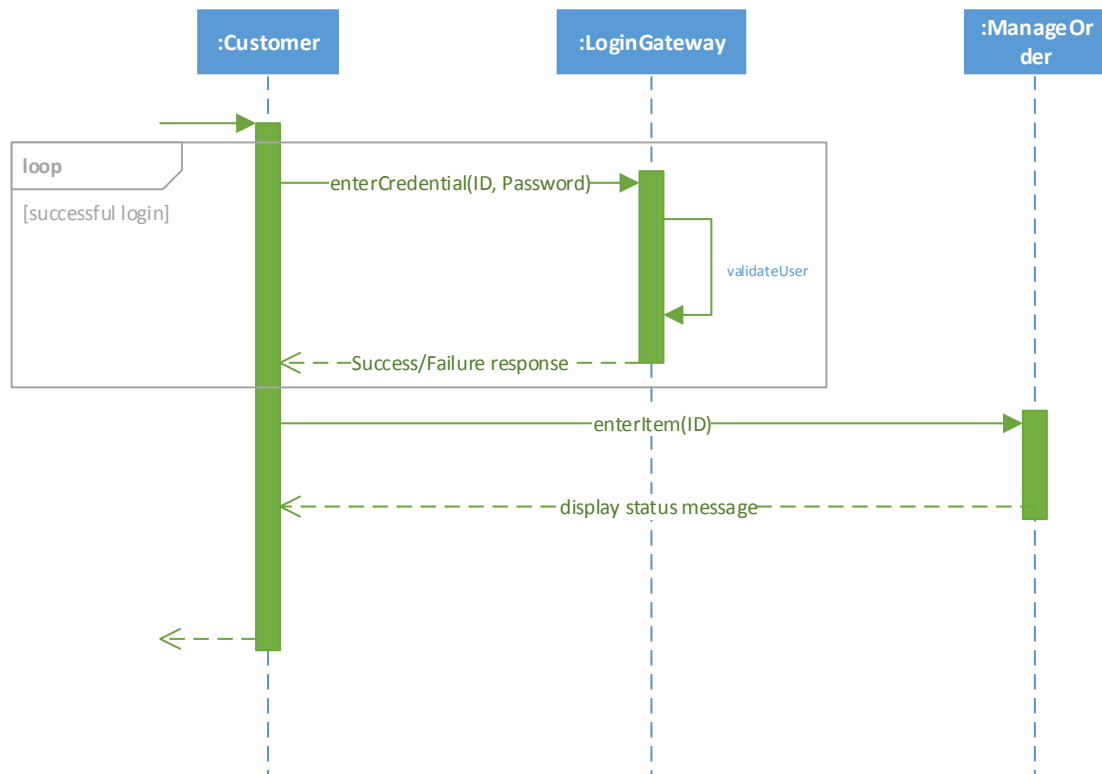 :Customer
:LoginGateway
:ManageOr
der
loop
enterCredential(ID, Password)
[successful login]
validateUser
Success/Failure response
enterItem(ID)
display status message